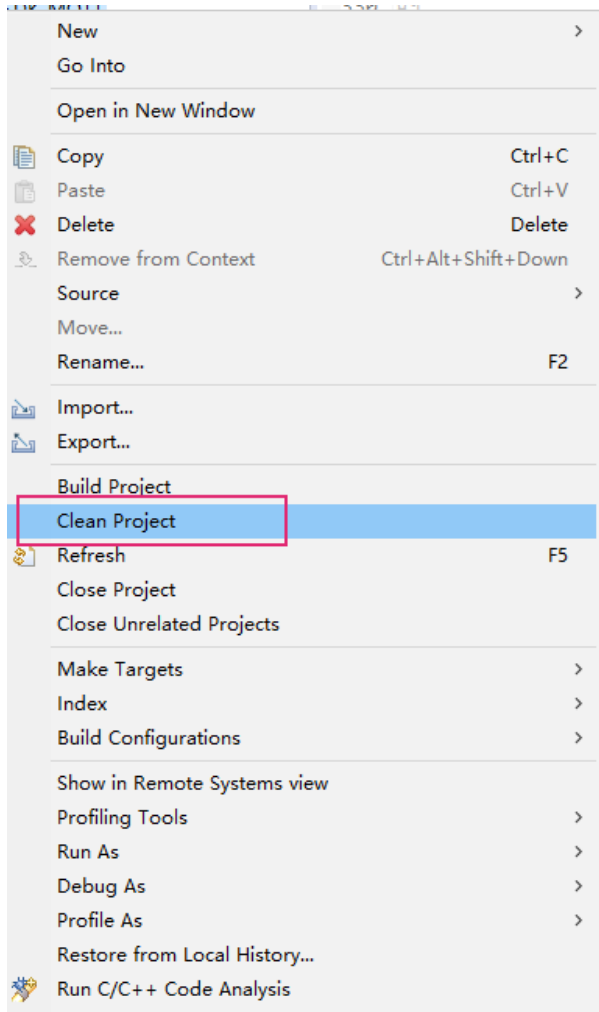 New >
Go Into
Open in New Window
Copy Ctrl+C
Paste Ctrl+V
Delete Delete
Remove from Context Ctrl+Alt+Shift+Down
Source >
Move...
Rename... F2
Import...
Export...
Build Project
Clean Project
Refresh F5
Close Project
Close Unrelated Projects
Make Targets >
Index >
Build Configurations >
Show in Remote Systems view
Profiling Tools >
Run As >
Debug As >
Profile As >
Restore from Local History...
Run C/C++ Code Analysis